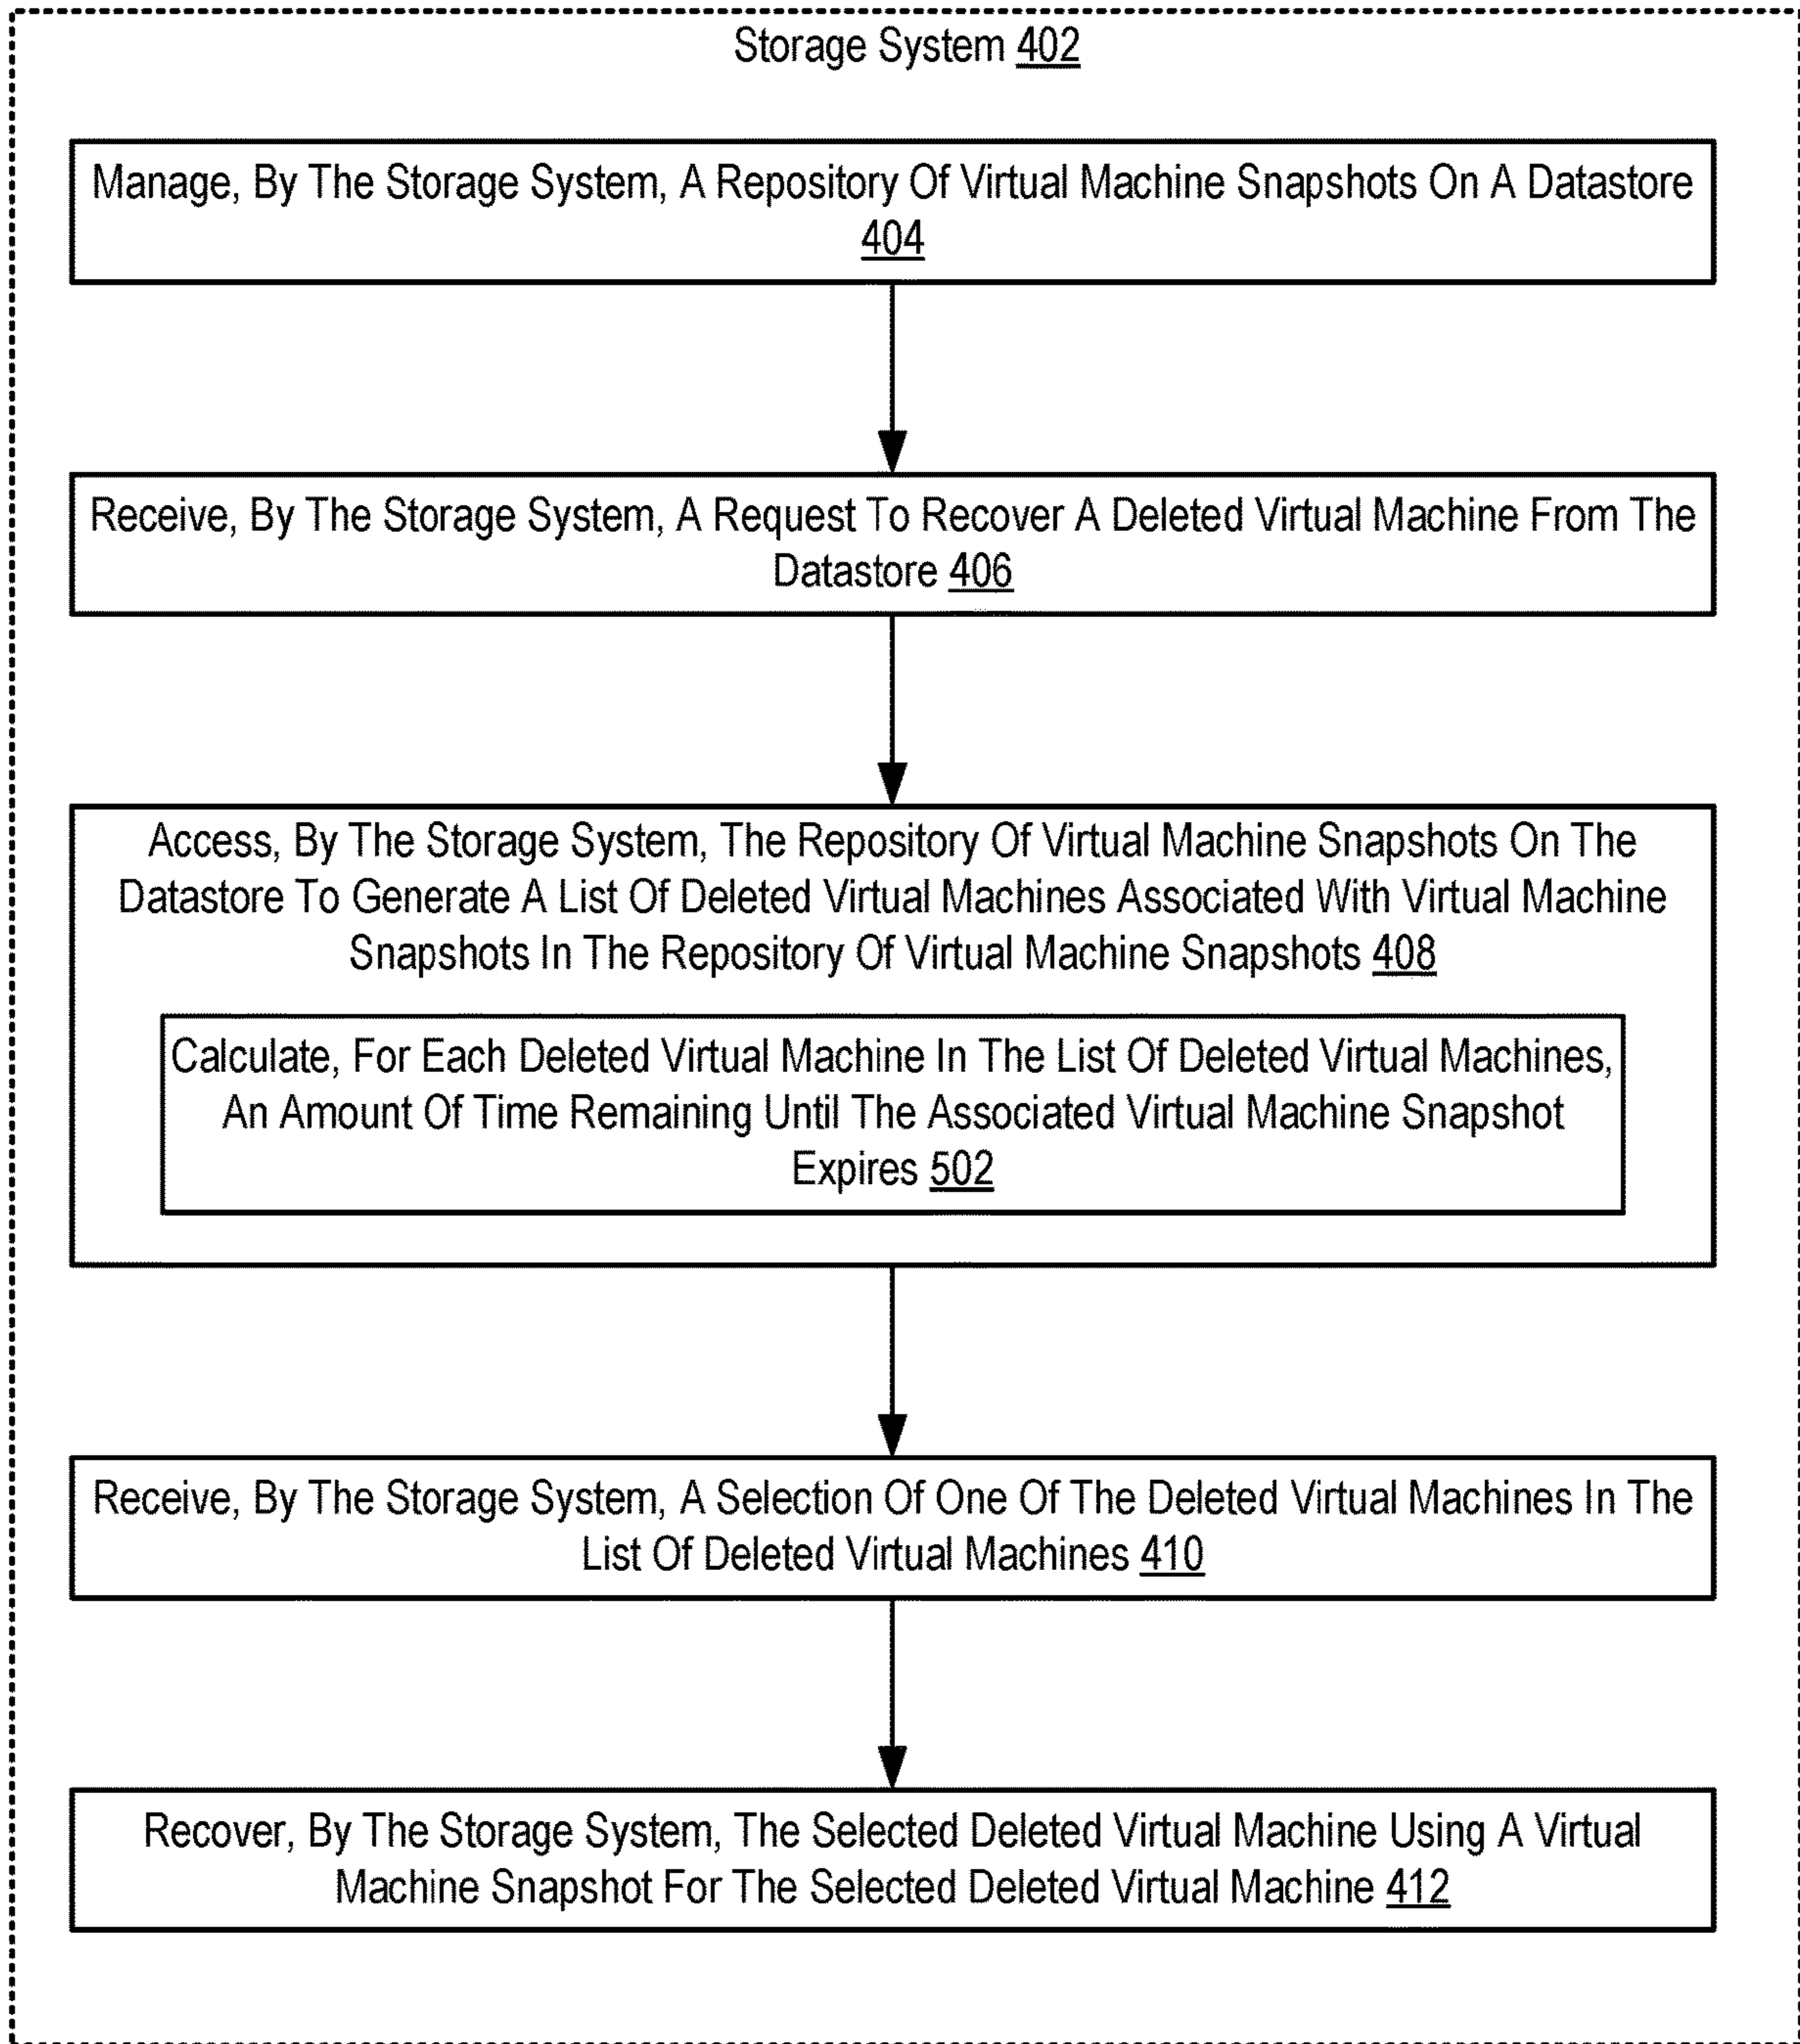 Storage System 402
Manage, By The Storage System, A Repository Of Virtual Machine Snapshots On A Datastore
404
Receive, By The Storage System, A Request To Recover A Deleted Virtual Machine From The
Datastore 406
Access, By The Storage System, The Repository Of Virtual Machine Snapshots On The
Datastore To Generate A List Of Deleted Virtual Machines Associated With Virtual Machine
Snapshots In The Repository Of Virtual Machine Snapshots 408
Calculate, For Each Deleted Virtual Machine In The List Of Deleted Virtual Machines,
An Amount Of Time Remaining Until The Associated Virtual Machine Snapshot
Expires 502
Receive, By The Storage System, A Selection Of One Of The Deleted Virtual Machines In The
List Of Deleted Virtual Machines 410
Recover, By The Storage System, The Selected Deleted Virtual Machine Using A Virtual
Machine Snapshot For The Selected Deleted Virtual Machine 412